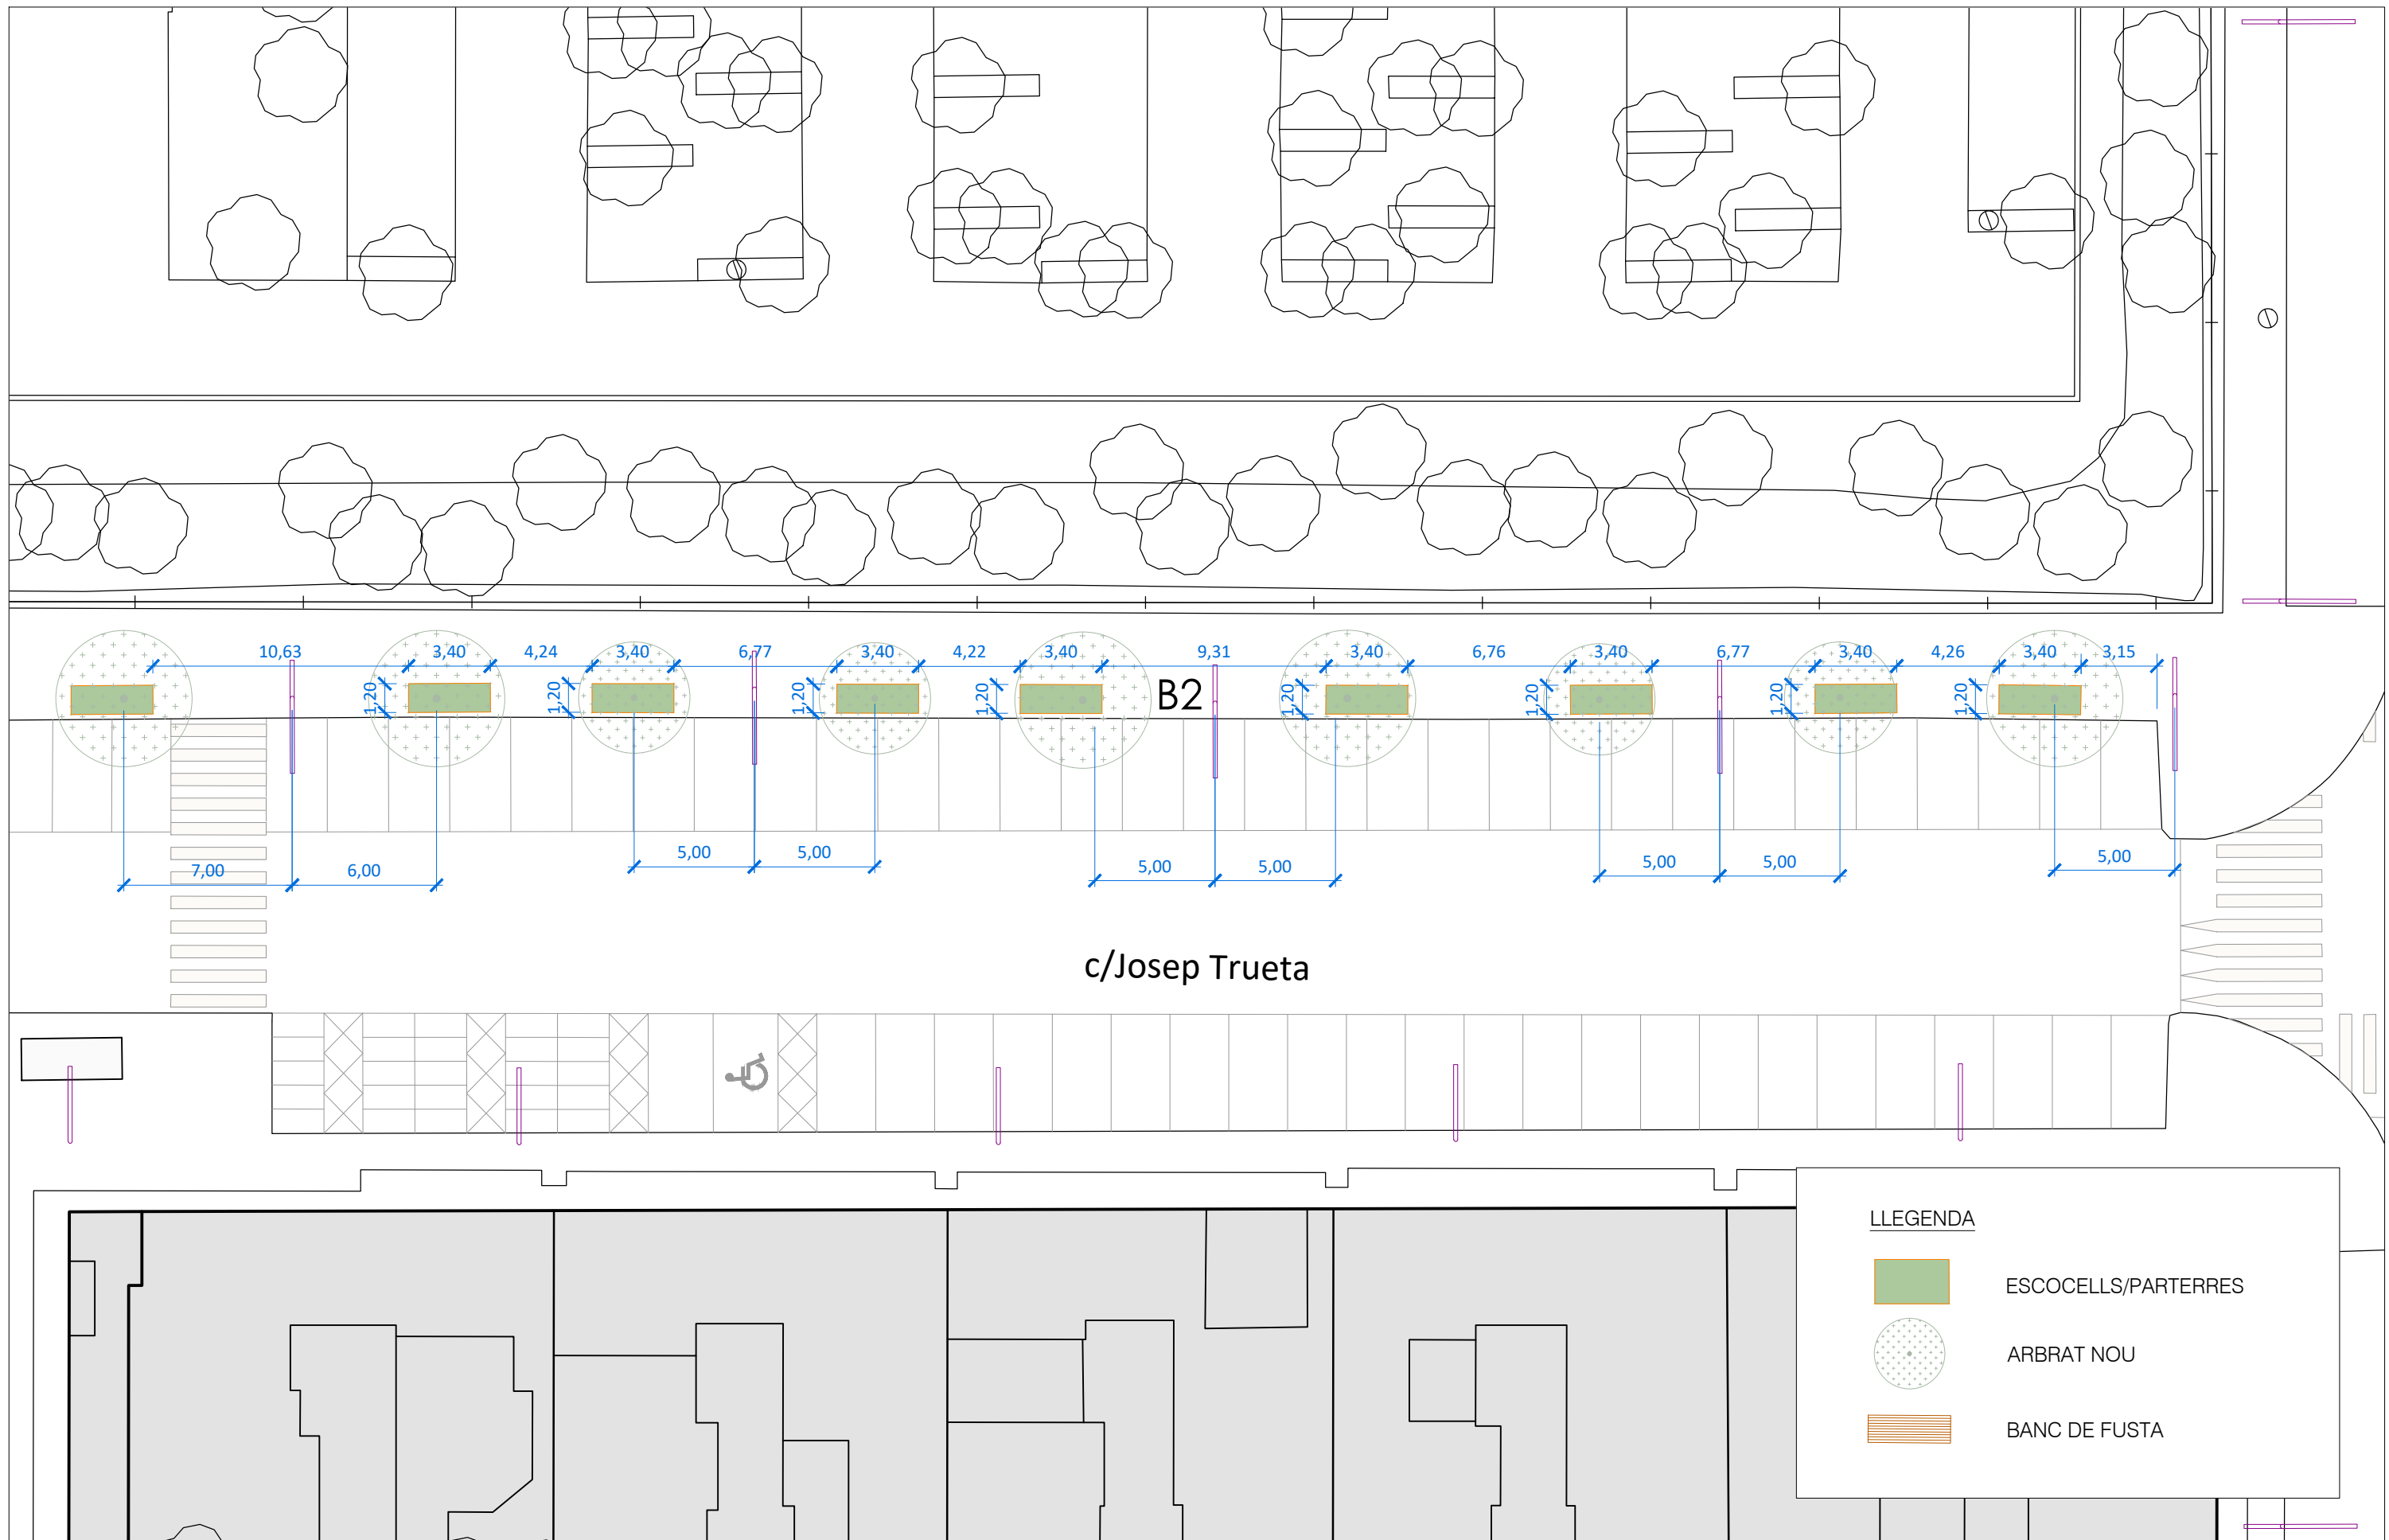 10,63 3,40 4,24 3,40 6,77 3,40 4,22 3,40 9,31 3,40 6,76 3,40 6,77 3,40 4,26 3,40 3,15
1,20 1,20 1,20 1,20 1,20 1,20 1,20 1,20
B2
7,00 6,00 5,00 5,00 5,00 5,00 5,00 5,00 5,00
c/Josep Trueta
LLEGENDA
ESCOCELLS/PARTERRES
ARBRAT NOU
BANC DE FUSTA